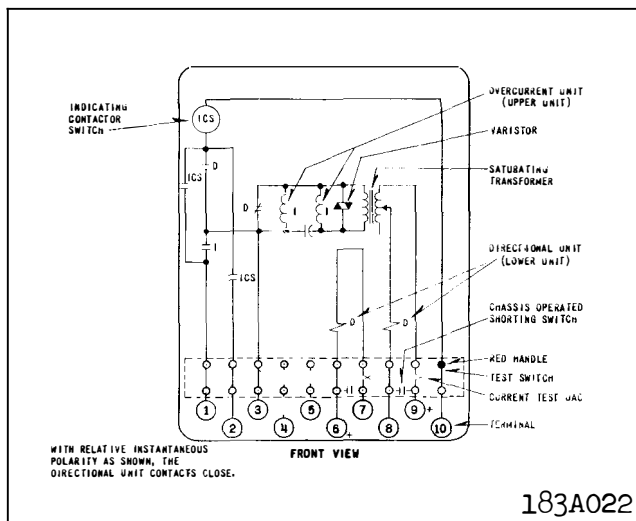 OVERCURRENT UNIT
(UPPER UNIT)
INDICATING
CONTACTOR
SWITCH
ICS
VARISTOR
SATURATING
TRANSFORMER
D
ICS
D
I
I
I
ICS
DIRECTIONAL UNIT
(LOWER UNIT)
D
D
CHASSIS OPERATED
SHORTING SWITCH
RED HANDLE
TEST SWITCH
CURRENT TEST JAC
TERMINAL
1 2 3 4 5 6 + 7 8 9 + 10
FRONT VIEW
WITH RELATIVE INSTANTANEOUS
POLARITY AS SHOWN, THE
DIRECTIONAL UNIT CONTACTS CLOSE.
183A022